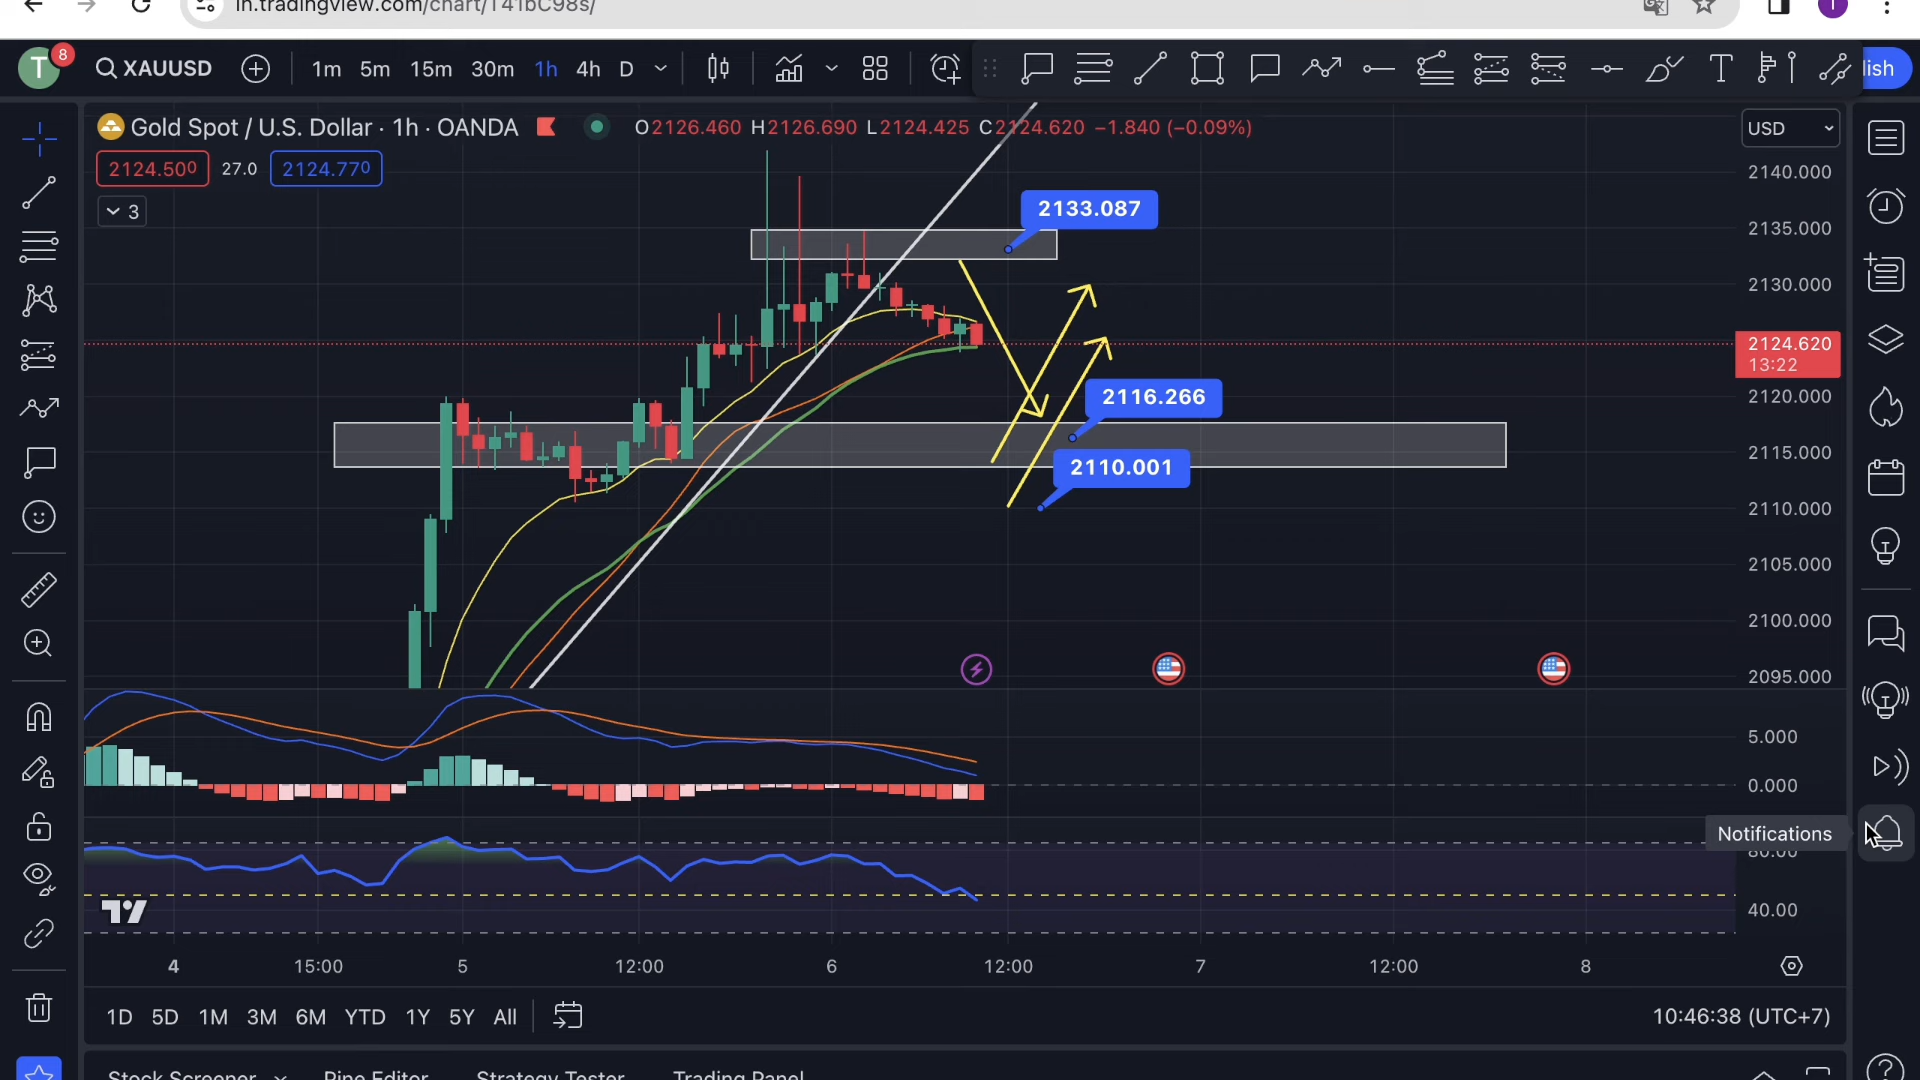 in.tradingview.com/chart/T41bC98s/
T 8 XAUUSD 1m 5m 15m 30m 1h 4h D T lish
Gold Spot / U.S. Dollar · 1h · OANDA O2126.460 H2126.690 L2124.425 C2124.620 −1.840 (−0.09%) USD
2124.500 27.0 2124.770
3
2140.000
2133.087
2135.000
2130.000
2124.620
13:22
2120.000
2116.266
2115.000
2110.001
2110.000
2105.000
2100.000
2095.000
5.000
0.000
Notifications
80.00
40.00
4 15:00 5 12:00 6 12:00 7 12:00 8
1D 5D 1M 3M 6M YTD 1Y 5Y All 10:46:38 (UTC+7)
Stock Screener Pine Editor Strategy Tester Trading Panel